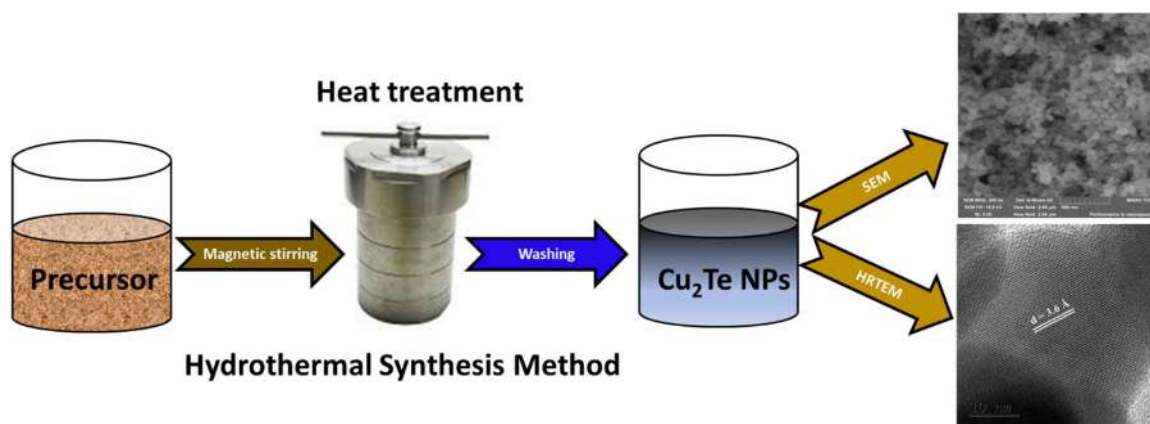 Heat treatment
Precursor
Magnetic stirring
Washing
Cu₂Te NPs
SEM
HRTEM
Hydrothermal Synthesis Method
d ~ 3.6 Å